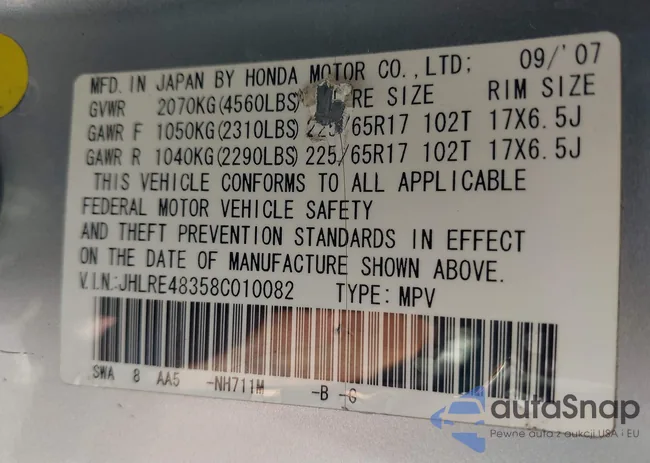 MFD. IN JAPAN BY HONDA MOTOR CO., LTD; 09/'07
GVWR 2070KG(4560LBS) RE SIZE RIM SIZE
GAWR F 1050KG(2310LBS) 225/65R17 102T 17X6.5J
GAWR R 1040KG(2290LBS) 225/65R17 102T 17X6.5J
THIS VEHICLE CONFORMS TO ALL APPLICABLE
FEDERAL MOTOR VEHICLE SAFETY
AND THEFT PREVENTION STANDARDS IN EFFECT
ON THE DATE OF MANUFACTURE SHOWN ABOVE.
V.I.N.:JHLRE48358C010082 TYPE: MPV
SWA 8 AA5 -NH711M -B -G
autaSnap
Pewne auta z aukcji USA i EU